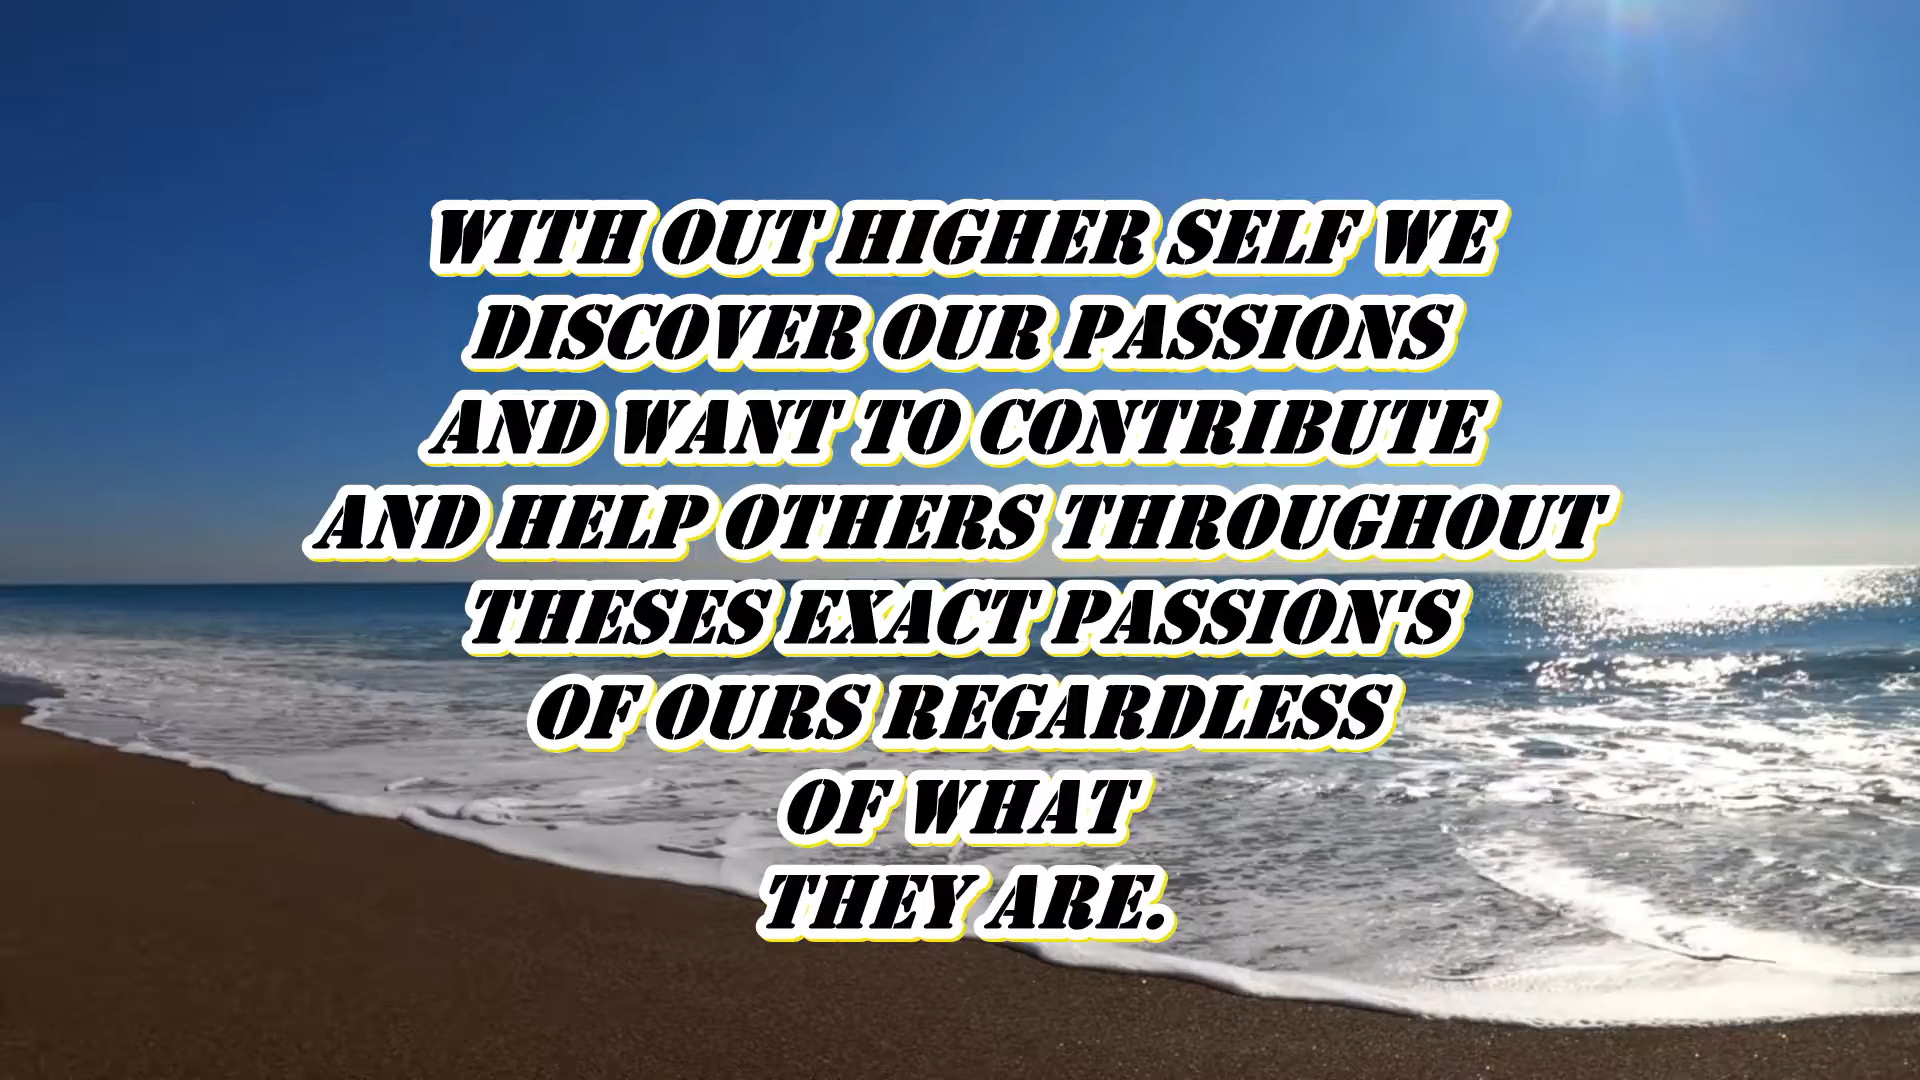 WITH OUT HIGHER SELF WE
DISCOVER OUR PASSIONS
AND WANT TO CONTRIBUTE
AND HELP OTHERS THROUGHOUT
THESES EXACT PASSION'S
OF OURS REGARDLESS
OF WHAT
THEY ARE.